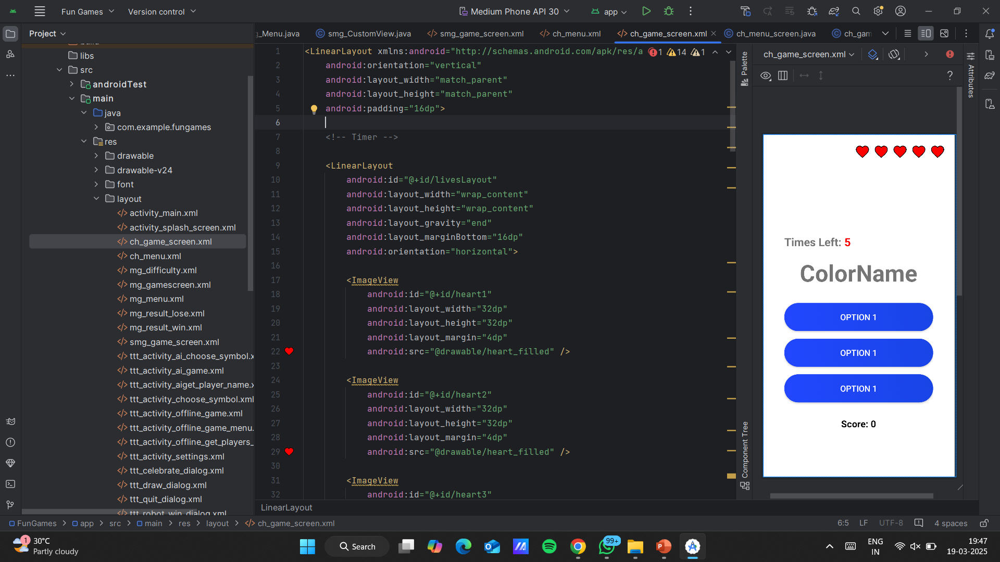 Fun Games
Version control
Medium Phone API 30
app
Project
g_Menu.java
smg_CustomView.java
smg_game_screen.xml
ch_menu.xml
ch_game_screen.xml
ch_menu_screen.java
ch_gam
libs
src
androidTest
main
java
com.example.fungames
res
drawable
drawable-v24
font
layout
activity_main.xml
activity_splash_screen.xml
ch_game_screen.xml
ch_menu.xml
mg_difficulty.xml
mg_gamescreen.xml
mg_menu.xml
mg_result_lose.xml
mg_result_win.xml
smg_game_screen.xml
ttt_activity_ai_choose_symbol.x
ttt_activity_ai_game.xml
ttt_activity_aiget_player_name.x
ttt_activity_choose_symbol.xml
ttt_activity_offline_game.xml
ttt_activity_offline_game_menu.
ttt_activity_offline_get_players_
ttt_activity_settings.xml
ttt_celebrate_dialog.xml
ttt_draw_dialog.xml
ttt_quit_dialog.xml
ttt_robot_win_dialog.xml
1 <LinearLayout xmlns:android="http://schemas.android.com/apk/res/a
1 14 1
2 android:orientation="vertical"
3 android:layout_width="match_parent"
4 android:layout_height="match_parent"
5 android:padding="16dp">
6
7 <!-- Timer -->
8
9 <LinearLayout
10 android:id="@+id/livesLayout"
11 android:layout_width="wrap_content"
12 android:layout_height="wrap_content"
13 android:layout_gravity="end"
14 android:layout_marginBottom="16dp"
15 android:orientation="horizontal">
16
17 <ImageView
18 android:id="@+id/heart1"
19 android:layout_width="32dp"
20 android:layout_height="32dp"
21 android:layout_margin="4dp"
22 android:src="@drawable/heart_filled" />
23
24 <ImageView
25 android:id="@+id/heart2"
26 android:layout_width="32dp"
27 android:layout_height="32dp"
28 android:layout_margin="4dp"
29 android:src="@drawable/heart_filled" />
30
31 <ImageView
32 android:id="@+id/heart3"
LinearLayout
Palette
Component Tree
ch_game_screen.xml
?
Attributes
Times Left: 5
ColorName
OPTION 1
OPTION 1
OPTION 1
Score: 0
FunGames > app > src > main > res > layout > ch_game_screen.xml
6:5 LF UTF-8 4 spaces
1
30°C
Partly cloudy
Search
99+
ENG
IN
19:47
19-03-2025